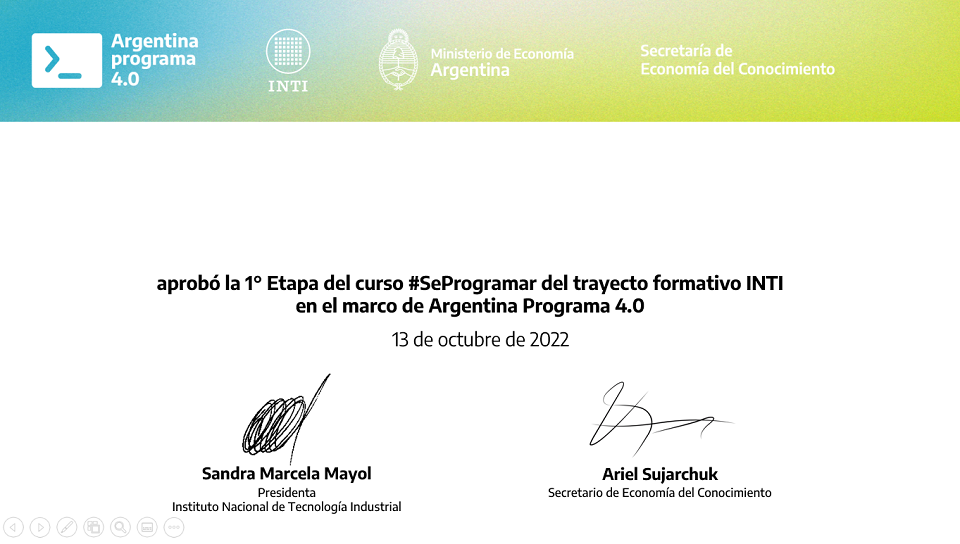 Argentina
programa
4.0
INTI
Ministerio de Economía
Argentina
Secretaría de
Economía del Conocimiento
aprobó la 1° Etapa del curso #SeProgramar del trayecto formativo INTI
en el marco de Argentina Programa 4.0
13 de octubre de 2022
Sandra Marcela Mayol
Presidenta
Instituto Nacional de Tecnología Industrial
Ariel Sujarchuk
Secretario de Economía del Conocimiento